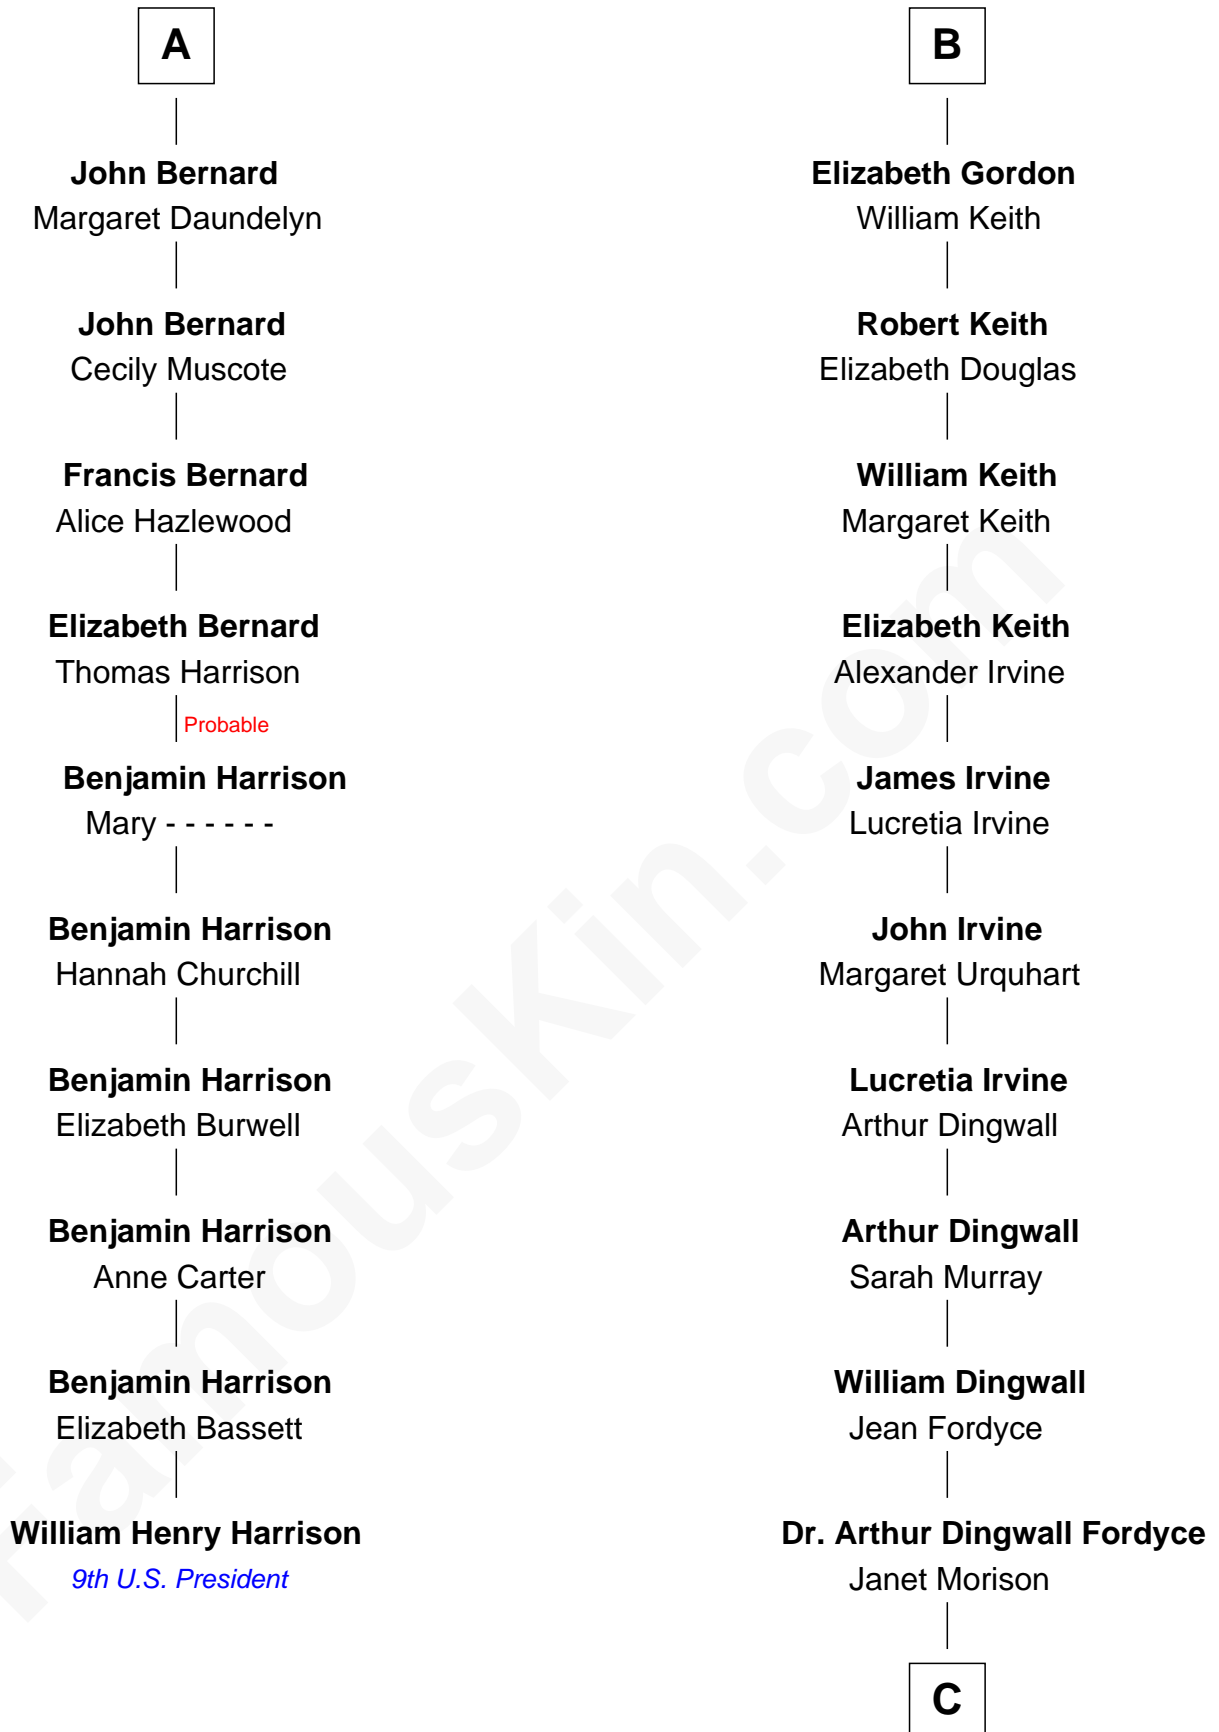 A
John Bernard
Margaret Daundelyn
John Bernard
Cecily Muscote
Francis Bernard
Alice Hazlewood
Elizabeth Bernard
Thomas Harrison
Probable
Benjamin Harrison
Mary - - - - - -
Benjamin Harrison
Hannah Churchill
Benjamin Harrison
Elizabeth Burwell
Benjamin Harrison
Anne Carter
Benjamin Harrison
Elizabeth Bassett
William Henry Harrison
9th U.S. President
B
Elizabeth Gordon
William Keith
Robert Keith
Elizabeth Douglas
William Keith
Margaret Keith
Elizabeth Keith
Alexander Irvine
James Irvine
Lucretia Irvine
John Irvine
Margaret Urquhart
Lucretia Irvine
Arthur Dingwall
Arthur Dingwall
Sarah Murray
William Dingwall
Jean Fordyce
Dr. Arthur Dingwall Fordyce
Janet Morison
C
FamousKin.com